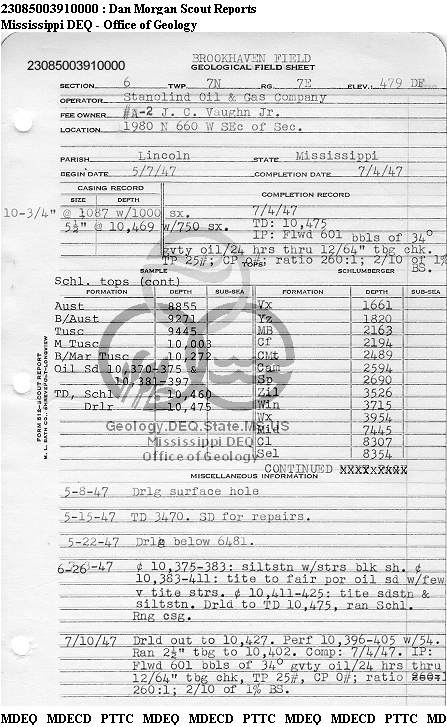 23085003910000 : Dan Morgan Scout Reports
Mississippi DEQ - Office of Geology
BROOKHAVEN FIELD
23085003910000 GEOLOGICAL FIELD SHEET
SECTION 6 TWP. 7N RG. 7E ELEV.: 479 DF
OPERATOR Stanolind Oil & Gas Company
FEE OWNER #A-2 J. C. Vaughn Jr.
LOCATION 1980 N 660 W SEc of Sec.
PARISH Lincoln STATE Mississippi
BEGIN DATE 5/7/47 COMPLETION DATE 7/4/47
CASING RECORD COMPLETION RECORD
SIZE DEPTH
10-3/4" @ 1087 w/1000 sx. 7/4/47
5½" @ 10,469 w/750 sx. TD: 10,475
IP: Flwd 601 bbls of 34°
gvty oil/24 hrs thru 12/64" tbg chk.
TP 25#; CP 0#; ratio 260:1; 2/10 of 1%
BS.
TOPS
SAMPLE SCHLUMBERGER
Schl. tops (cont)
FORMATION DEPTH SUB-SEA FORMATION DEPTH SUB-SEA
Aust 8855 Vx 1661
B/Aust 9271 Yz 1820
Tusc 9445 MB 2163
M Tusc 10,003 Cf 2194
B/Mar Tusc 10,272 CMt 2489
Oil Sd 10,370-375 & Cam 2594
10,381-397 Sp 2690
TD, Schl 10,460 Zil 3526
Drlr 10,475 Win 3715
Wx 3954
Mid 7445
Cl 8307
Sel 8354
CONTINUED XXXXXXXX
Geology.DEQ.State.MS.US
Mississippi DEQ
Office of Geology
FORM 518-SCOUT REPORT
M. L. BATH CO., SHREVEPORT-LONGVIEW
MISCELLANEOUS INFORMATION
5-8-47 Drlg surface hole
5-15-47 TD 3470. SD for repairs.
5-22-47 Drlg below 6481.
6-26-47 ¢ 10,375-383: siltstn w/strs blk sh. ¢
10,383-411: tite to fair por oil sd w/few
v tite strs. ¢ 10,411-425: tite sdstn &
siltstn. Drld to TD 10,475, ran Schl.
Rng csg.
7/10/47 Drld out to 10,427. Perf 10,396-405 w/54.
Ran 2½" tbg to 10,402. Comp: 7/4/47. IP:
Flwd 601 bls of 34° gvty oil/24 hrs thru
12/64" tbg chk, TP 25#, CP 0#; ratio 260:
260:1; 2/10 of 1% BS.
MDEQ MDECD PTTC MDEQ MDECD PTTC MDEQ MDECD PTTC MD